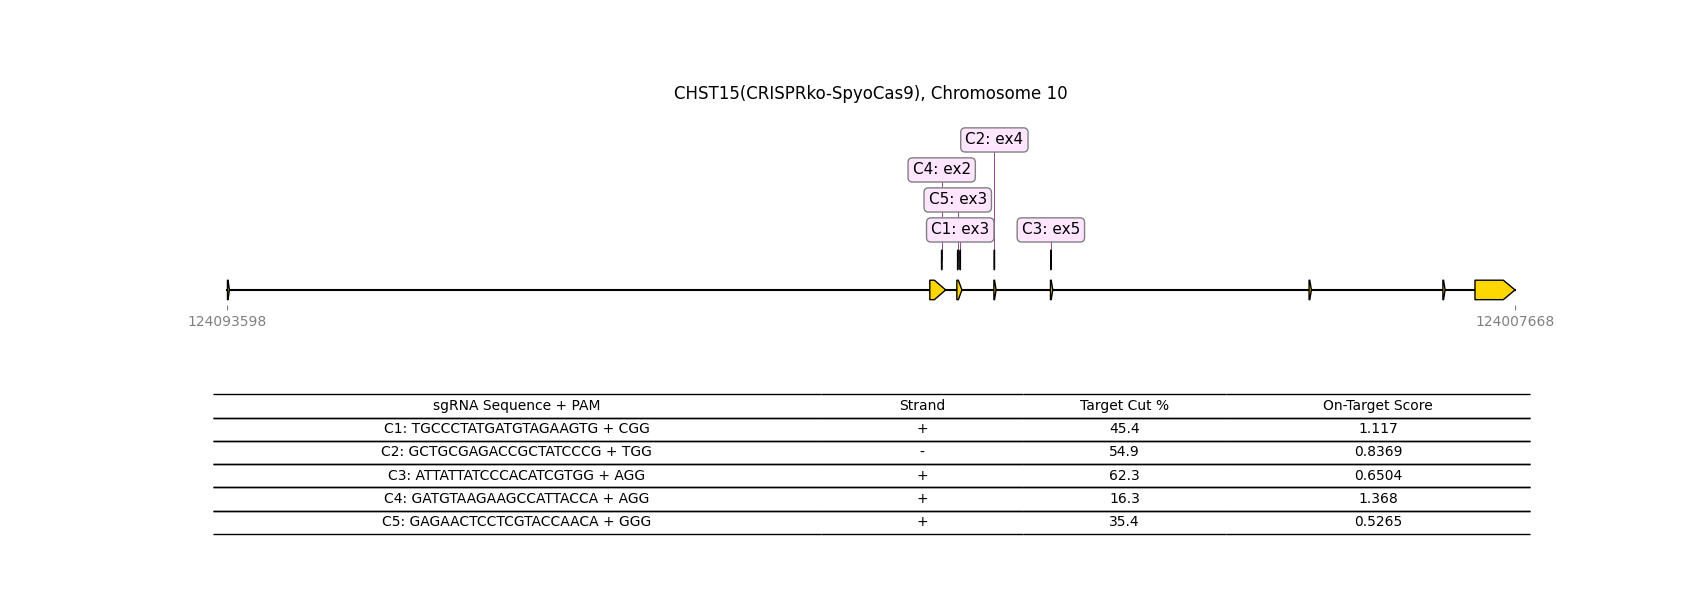 CHST15(CRISPRko-SpyoCas9), Chromosome 10
C2: ex4
C4: ex2
C5: ex3
C1: ex3
C3: ex5
124093598
124007668
sgRNA Sequence + PAM Strand Target Cut % On-Target Score
C1: TGCCCTATGATGTAGAAGTG + CGG + 45.4 1.117
C2: GCTGCGAGACCGCTATCCCG + TGG - 54.9 0.8369
C3: ATTATTATCCCACATCGTGG + AGG + 62.3 0.6504
C4: GATGTAAGAAGCCATTACCA + AGG + 16.3 1.368
C5: GAGAACTCCTCGTACCAACA + GGG + 35.4 0.5265